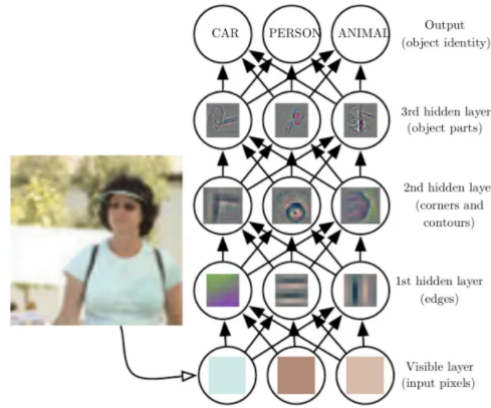 CAR PERSON ANIMAL
Output
(object identity)
3rd hidden layer
(object parts)
2nd hidden laye
(corners and
contours)
1st hidden layer
(edges)
Visible layer
(input pixels)